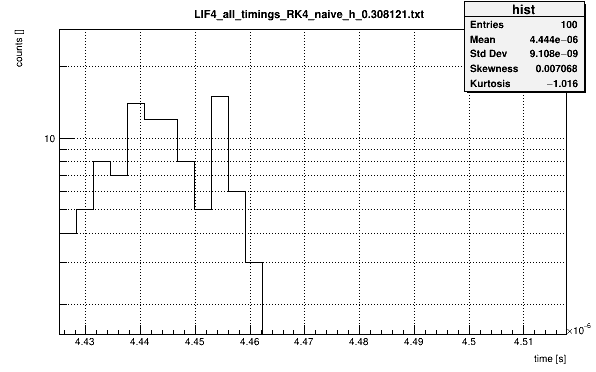 LIF4_all_timings_RK4_naive_h_0.308121.txt
hist
Entries 100
Mean 4.444e−06
Std Dev 9.108e−09
Skewness 0.007068
Kurtosis −1.016
counts []
10
4.43 4.44 4.45 4.46 4.47 4.48 4.49 4.5 4.51
×10⁻⁶
time [s]